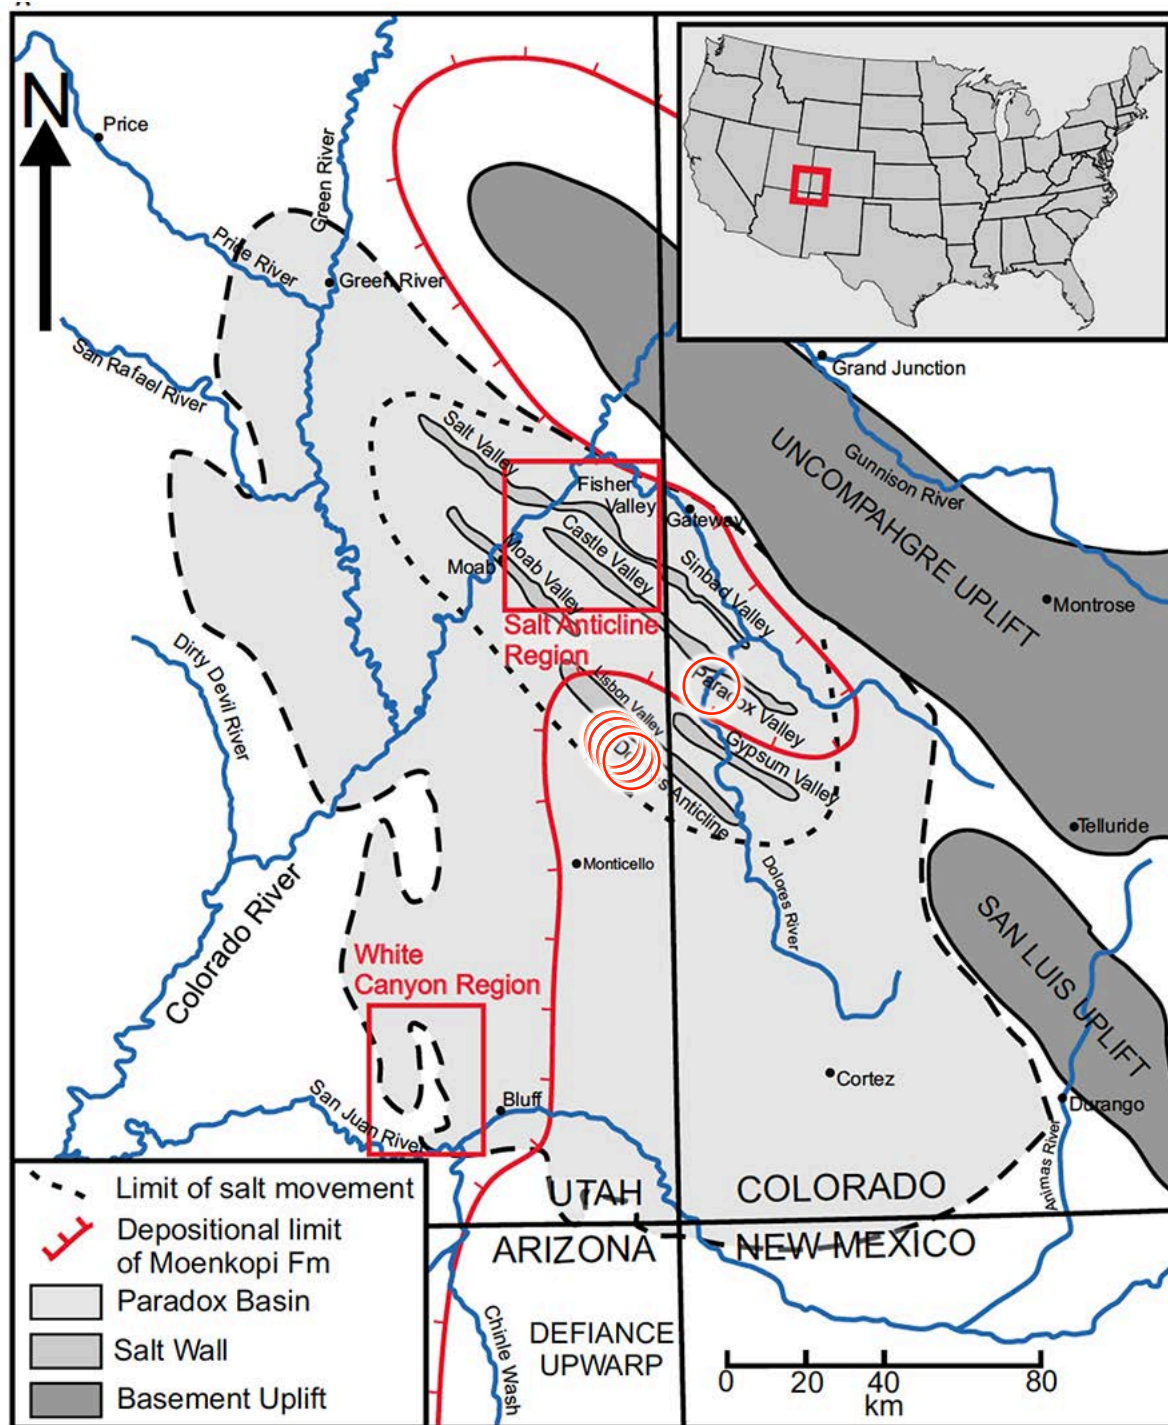 N
Price
Green River
Price River
Green River
San Rafael River
Grand Junction
Gunnison River
UNCOMPAHGRE UPLIFT
Montrose
Salt Valley
Fisher
Valley
Gateway
Castle Valley
Moab
Moab Valley
Sinbad Valley
Salt Anticline
Region
Dirty Devil River
Lisbon Valley
Paradox Valley
Gypsum Valley
Anticline
Telluride
Monticello
Dolores River
Colorado River
SAN LUIS UPLIFT
White
Canyon Region
Cortez
San Juan River
Bluff
Durango
Animas River
UTAH
COLORADO
ARIZONA
NEW MEXICO
Chinle Wash
DEFIANCE
UPWARP
0 20 40 80
km
Limit of salt movement
Depositional limit
of Moenkopi Fm
Paradox Basin
Salt Wall
Basement Uplift